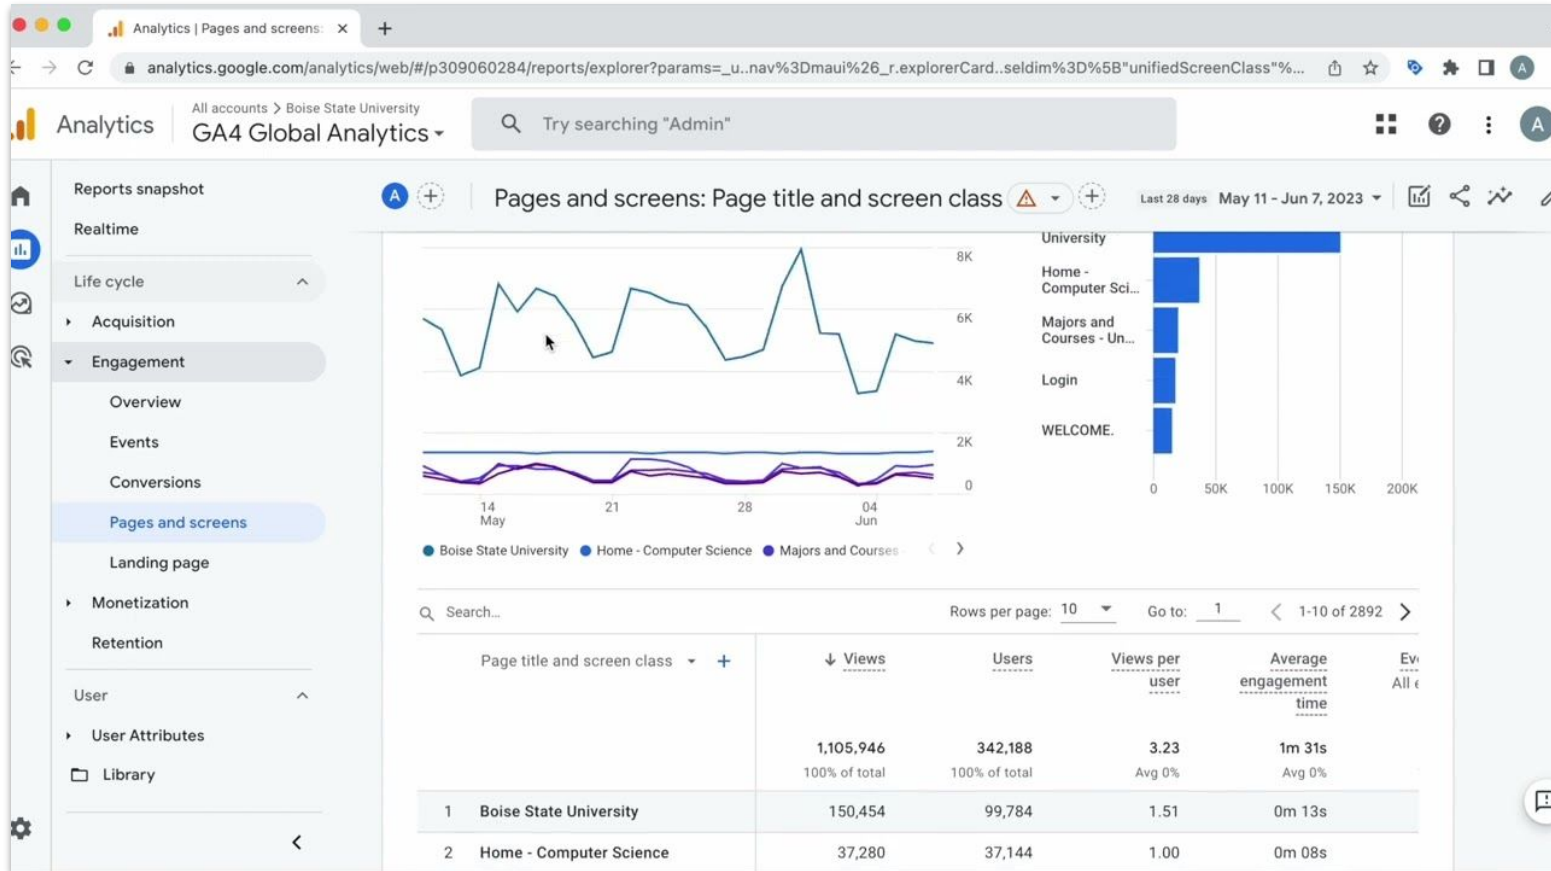 Analytics | Pages and screens:
analytics.google.com/analytics/web/#/p309060284/reports/explorer?params=_u..nav%3Dmaui%26_r.explorerCard..seldim%3D%5B"unifiedScreenClass"%...
A
Analytics
All accounts > Boise State University
GA4 Global Analytics
Try searching "Admin"
A
Reports snapshot
Realtime
Life cycle
Acquisition
Engagement
Overview
Events
Conversions
Pages and screens
Landing page
Monetization
Retention
User
User Attributes
Library
A
Pages and screens: Page title and screen class
Last 28 days May 11 - Jun 7, 2023
8K
6K
4K
2K
0
14
May
21
28
04
Jun
Boise State University
Home - Computer Science
Majors and Courses
University
Home -
Computer Sci...
Majors and
Courses - Un...
Login
WELCOME.
0 50K 100K 150K 200K
Search...
Rows per page: 10
Go to: 1
1-10 of 2892
Page title and screen class
Views
Users
Views per
user
Average
engagement
time
All
1,105,946 342,188 3.23 1m 31s
100% of total 100% of total Avg 0% Avg 0%
1 Boise State University 150,454 99,784 1.51 0m 13s
2 Home - Computer Science 37,280 37,144 1.00 0m 08s